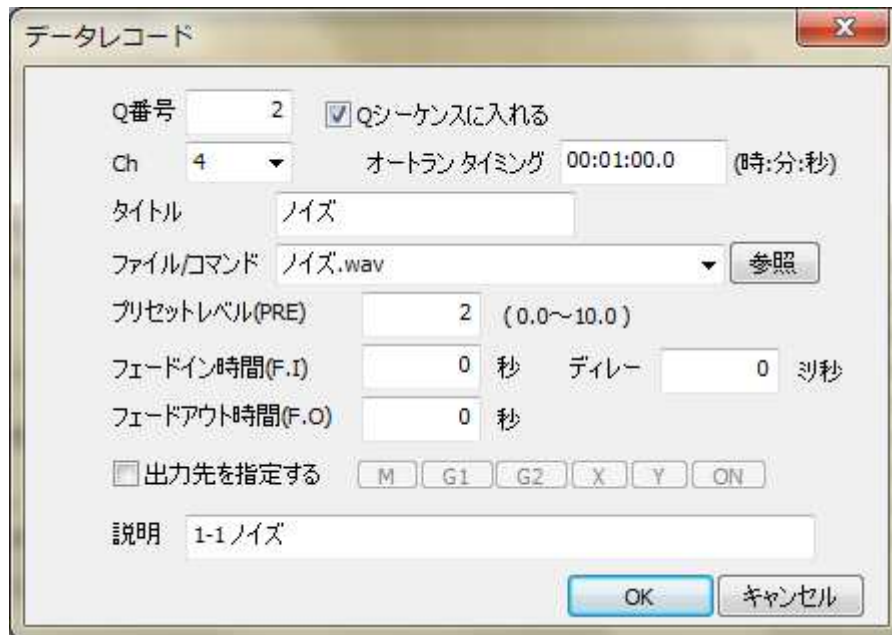 データレコード
Q番号 2 Qシーケンスに入れる
Ch 4 オートラン タイミング 00:01:00.0 (時:分:秒)
タイトル ノイズ
ファイル/コマンド ノイズ.wav 参照
プリセットレベル(PRE) 2 (0.0～10.0)
フェードイン時間(F.I) 0 秒 ディレー 0 ミリ秒
フェードアウト時間(F.O) 0 秒
出力先を指定する M G1 G2 X Y ON
説明 1-1ノイズ
OK キャンセル